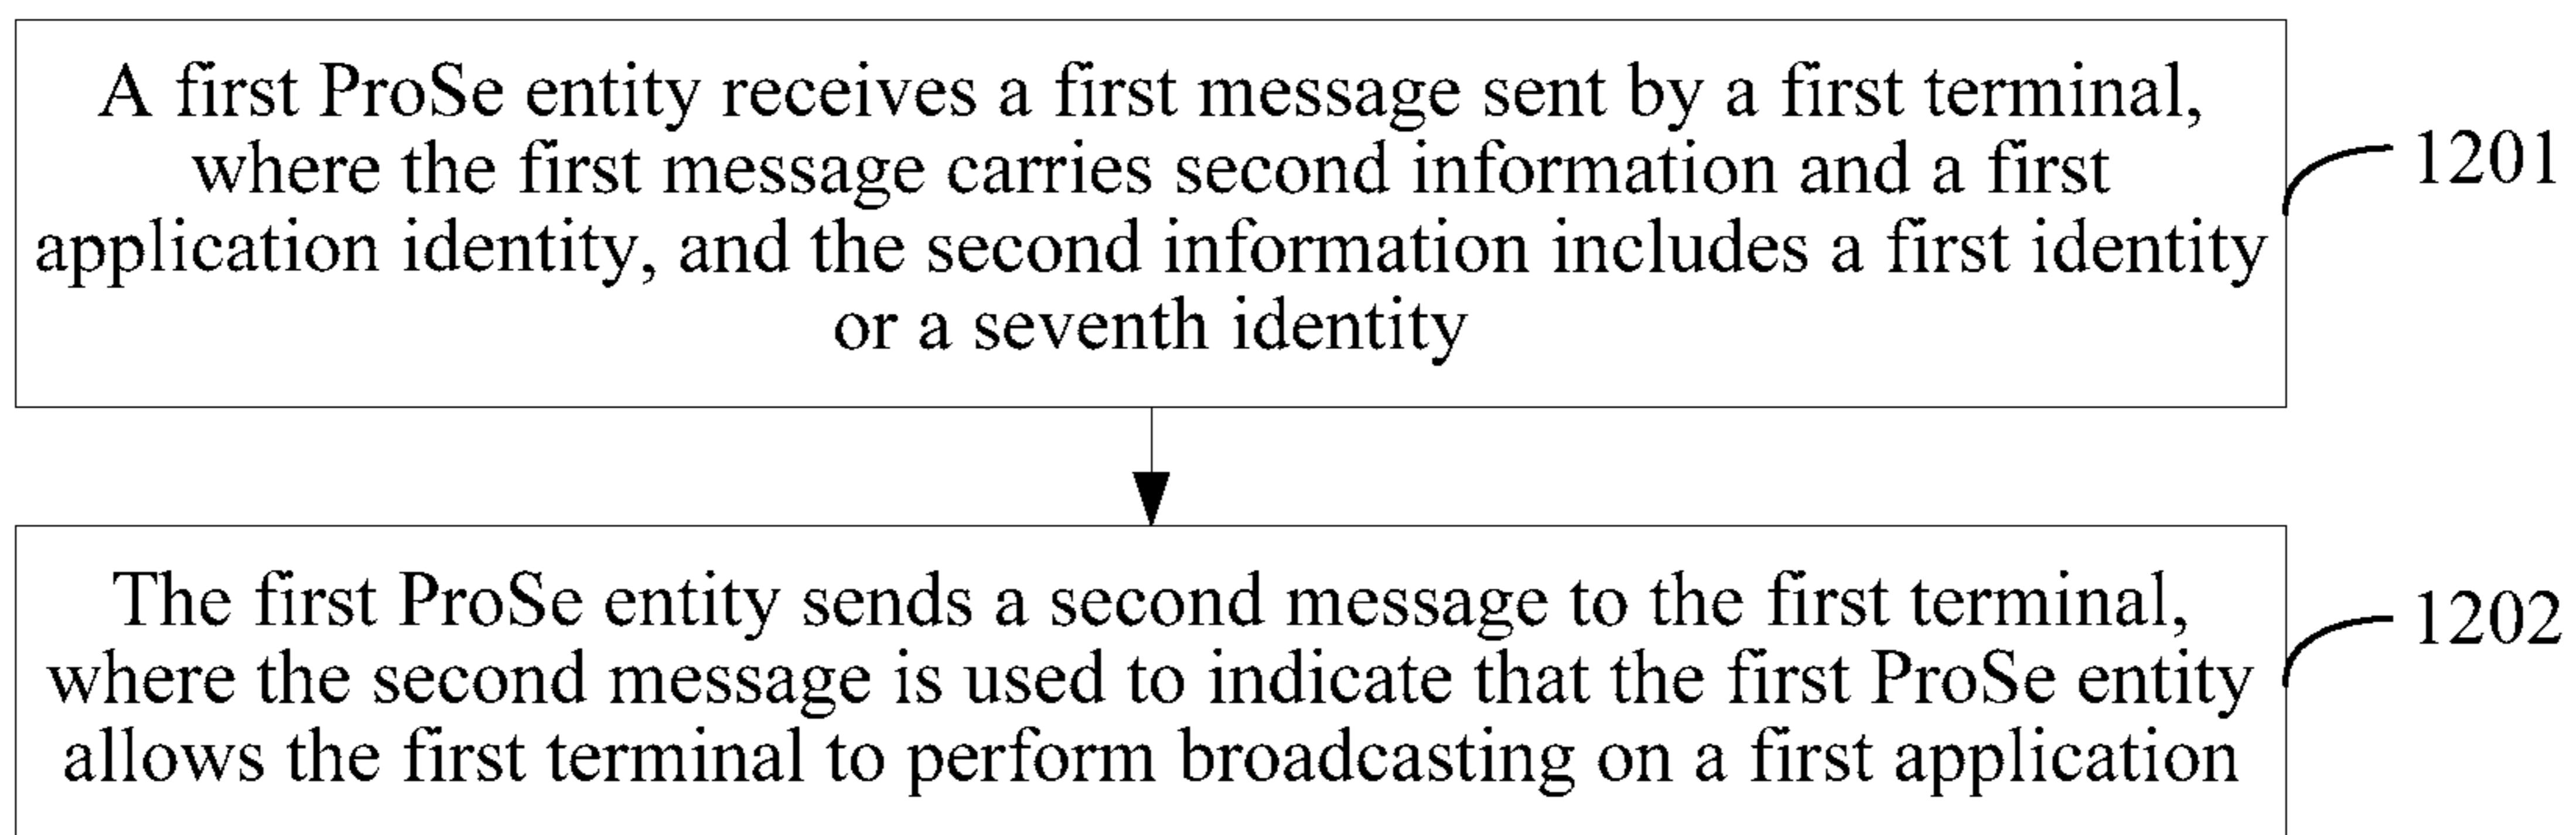 A first ProSe entity receives a first message sent by a first terminal,
where the first message carries second information and a first
application identity, and the second information includes a first identity
or a seventh identity
1201
The first ProSe entity sends a second message to the first terminal,
where the second message is used to indicate that the first ProSe entity
allows the first terminal to perform broadcasting on a first application
1202